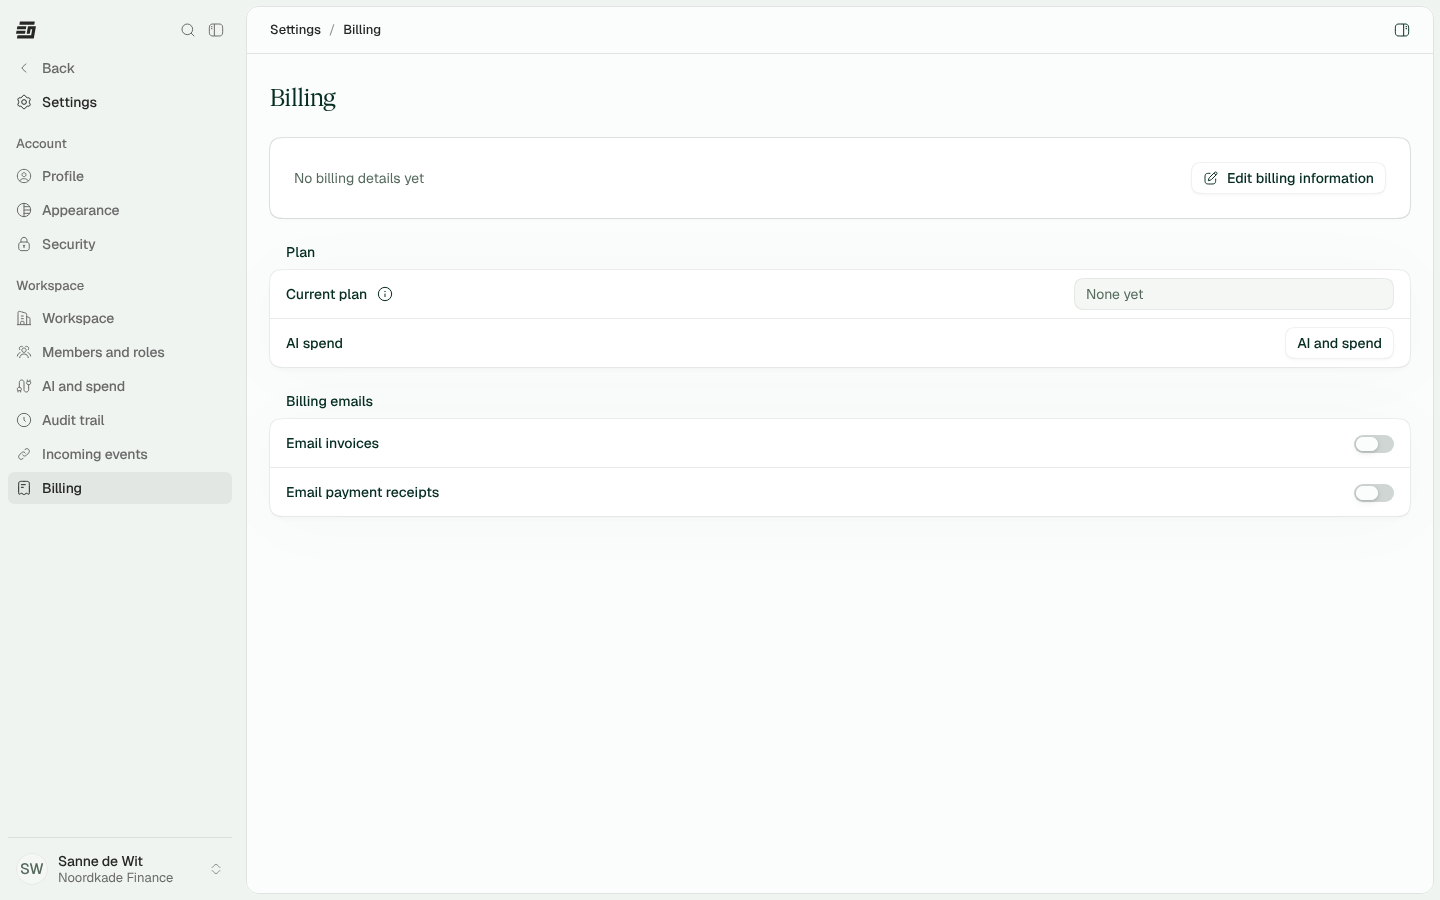 Back
Settings
Account
Profile
Appearance
Security
Workspace
Workspace
Members and roles
AI and spend
Audit trail
Incoming events
Billing
SW
Sanne de Wit
Noordkade Finance
Settings / Billing
Billing
No billing details yet
Edit billing information
Plan
Current plan
None yet
AI spend
AI and spend
Billing emails
Email invoices
Email payment receipts